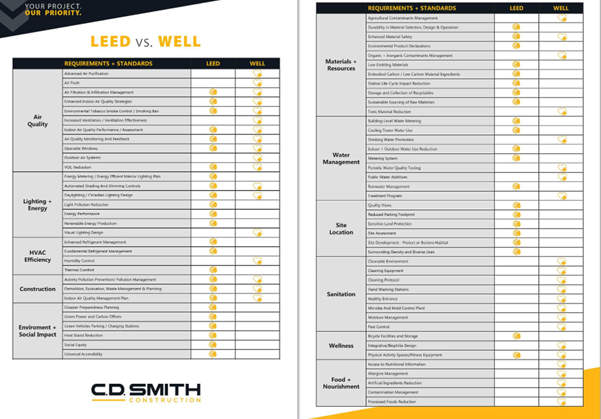 YOUR PROJECT.
OUR PRIORITY.
LEED VS. WELL
REQUIREMENTS + STANDARDS LEED WELL
Air
Quality
Advanced Air Purification
Air Flush
Air Filtration & Infiltration Management
Enhanced Indoor Air Quality Strategies
Environmental Tobacco Smoke Control / Smoking Ban
Increased Ventilation / Ventilation Effectiveness
Indoor Air Quality Performance / Assessment
Air Quality Monitoring And Feedback
Operable Windows
Outdoor Air Systems
VOC Reduction
Lighting +
Energy
Energy Metering / Energy Efficient Interior Lighting Plan
Automated Shading And Dimming Controls
Daylighting / Circadian Lighting Design
Light Pollution Reduction
Energy Performance
Renewable Energy Production
Visual Lighting Design
HVAC
Efficiency
Enhanced Refrigerant Management
Fundamental Refrigerant Management
Humidity Control
Thermal Comfort
Construction
Activity Pollution Prevention/ Pollution Management
Demolition, Excavation, Waste Management & Planning
Indoor Air Quality Management Plan
Enviroment +
Social Impact
Disaster Preparedness Planning
Green Power and Carbon Offsets
Green Vehicles Parking / Charging Stations
Heat Island Reduction
Social Equity
Universal Accessibility
C.D. SMITH
CONSTRUCTION
REQUIREMENTS + STANDARDS LEED WELL
Materials +
Resources
Agricultural Contaminants Management
Durability in Material Selection, Design & Operation
Enhanced Material Safety
Environmental Product Declarations
Organic + Inorganic Contaminants Management
Low-Emitting Materials
Embodied Carbon / Low Carbon Material Ingredients
Station Life-Cycle Impact Reduction
Storage and Collection of Recyclables
Sustainable Sourcing of Raw Materials
Toxic Material Reduction
Water
Management
Building-Level Water Metering
Cooling Tower Water Use
Drinking Water Promotion
Indoor + Outdoor Water Use Reduction
Metering System
Periodic Water Quality Testing
Public Water Additives
Rainwater Management
Treatment Program
Site
Location
Quality Views
Reduced Parking Footprint
Sensitive Land Protection
Site Assessment
Site Development - Protect or Restore Habitat
Surrounding Density and Diverse Uses
Sanitation
Cleanable Environment
Cleaning Equipment
Cleaning Protocol
Hand Washing Stations
Healthy Entrance
Microbe And Mold Control Plant
Moisture Management
Pest Control
Wellness
Bicycle Facilities and Storage
Integrative/Biophilia Design
Physical Activity Spaces/Fitness Equipment
Food +
Nourishment
Access to Nutritional Information
Allergine Management
Artificial Ingredients Reduction
Contamination Management
Processed Foods Reduction